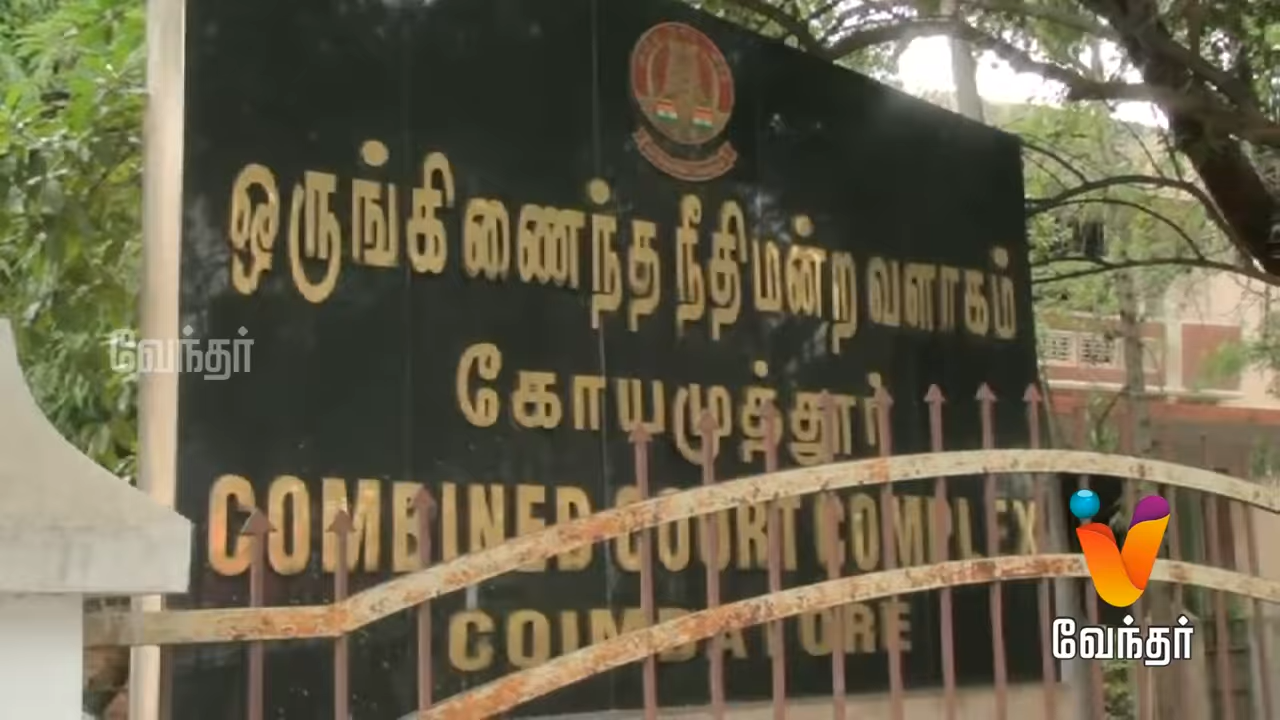 ஒருங்கிணைந்த நீதிமன்ற வளாகம்
கோயமுத்தூர்
COMBINED COURT COMPLEX
COIMBATORE
வேந்தர்
வேந்தர்